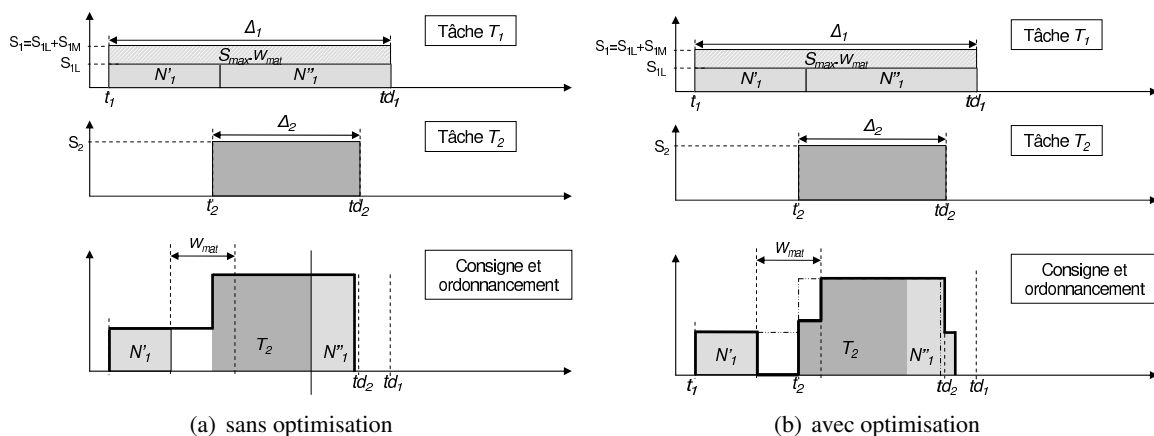 S1=S1L+S1M
Δ1
Tâche T1
Smax.Wmat
S1L
N'1
N"1
t1
td1
Δ2
Tâche T2
S2
t2
td2
Wmat
Consigne et
ordonnancement
N'1
T2
N"1
td2
td1
(a) sans optimisation
S1=S1L+S1M
Δ1
Tâche T1
Smax.Wmat
S1L
N'1
N"1
t1
td1
Δ2
Tâche T2
S2
t2
td2
Wmat
Consigne et
ordonnancement
N'1
T2
N"1
t1
t2
td2
td1
(b) avec optimisation